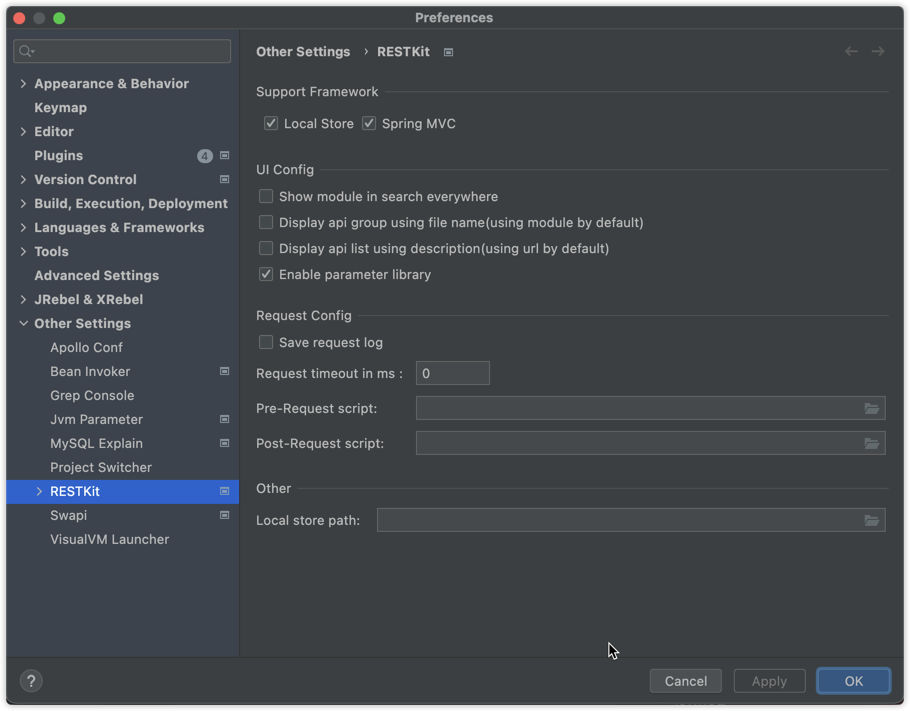 Preferences
Other Settings › RESTKit
Appearance & Behavior
Keymap
Editor
Plugins 4
Version Control
Build, Execution, Deployment
Languages & Frameworks
Tools
Advanced Settings
JRebel & XRebel
Other Settings
Apollo Conf
Bean Invoker
Grep Console
Jvm Parameter
MySQL Explain
Project Switcher
RESTKit
Swapi
VisualVM Launcher
Support Framework
Local Store Spring MVC
UI Config
Show module in search everywhere
Display api group using file name(using module by default)
Display api list using description(using url by default)
Enable parameter library
Request Config
Save request log
Request timeout in ms : 0
Pre-Request script:
Post-Request script:
Other
Local store path:
? Cancel Apply OK